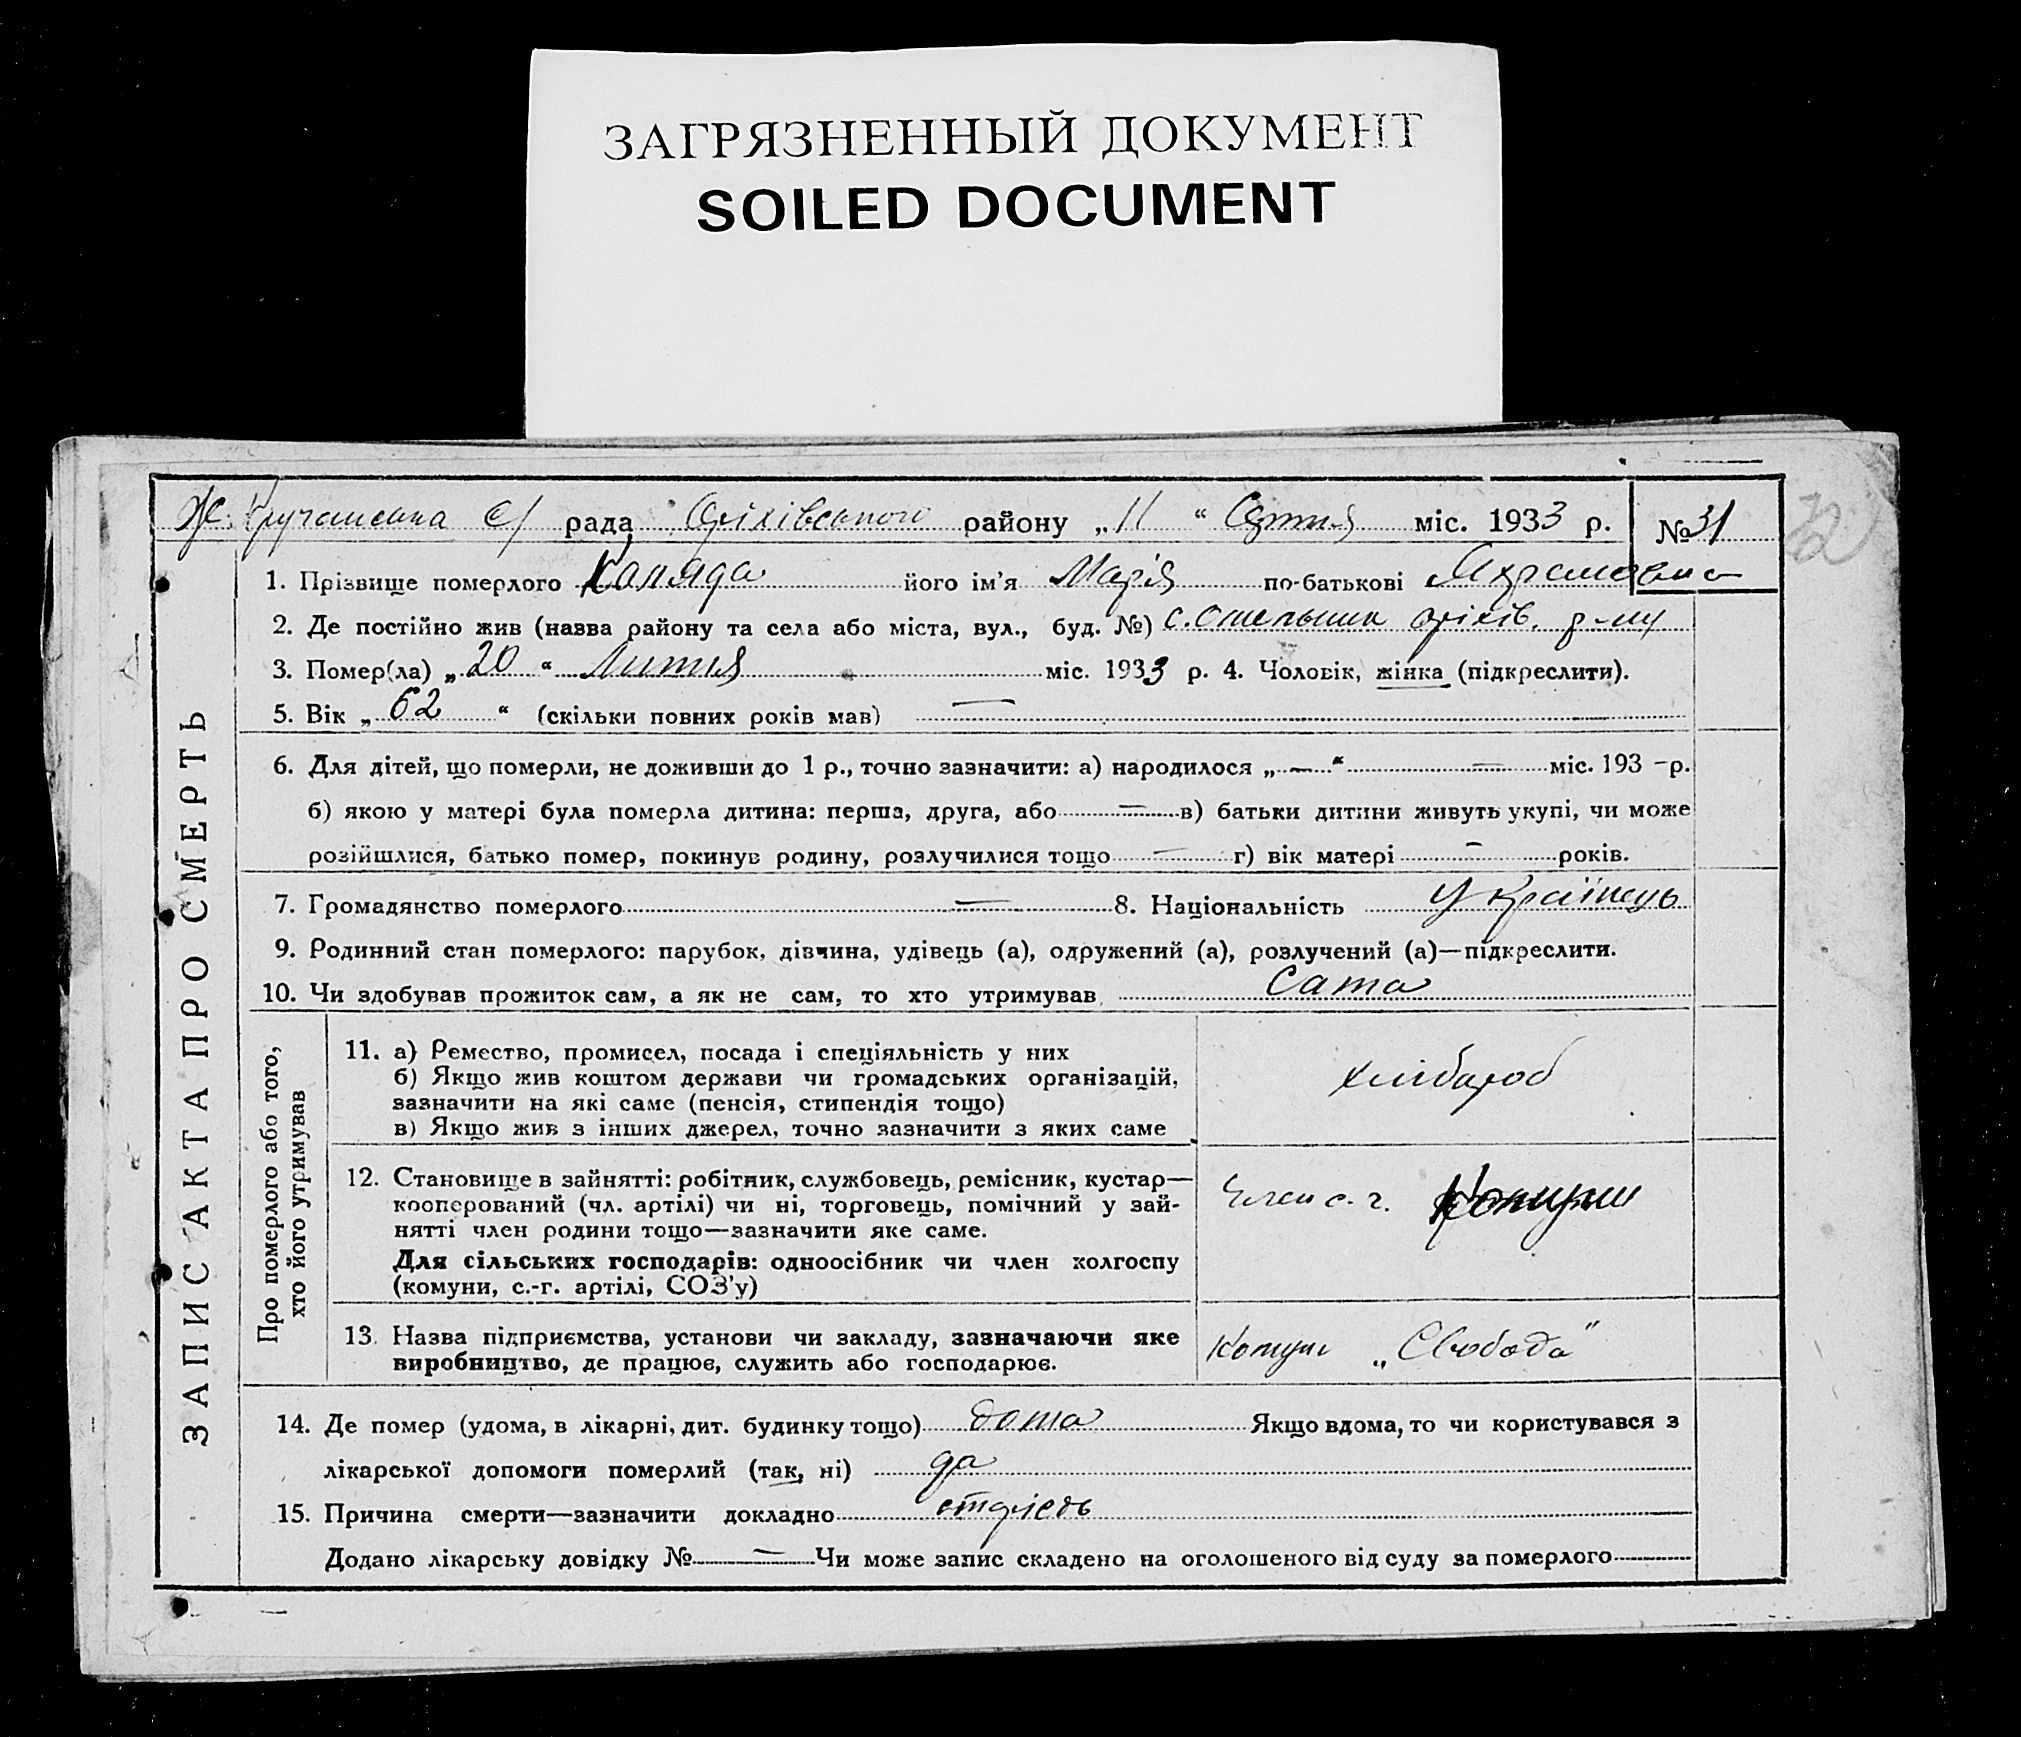 ЗАГРЯЗНЕННЫЙ ДОКУМЕНТ
SOILED DOCUMENT
рада Оріхівського району „11“ міс. 1933 р. № 31
1. Прізвище померлого Каляда його ім'я Марія по-батькові
2. Де постійно жив (назва району та села або міста, вул., буд. №) с. Омельник оріхів. р-ну
3. Помер(ла) „20“ Липня міс. 1933 р. 4. Чоловік, жінка (підкреслити).
5. Вік „62“ (скільки повних років мав) —
6. Для дітей, що померли, не доживши до 1 р., точно зазначити: а) народилося „—“ — міс. 193 – р.
б) якою у матері була померла дитина: перша, друга, або — в) батьки дитини живуть укупі, чи може
розійшлися, батько помер, покинув родину, розлучилися тощо — г) вік матері – років.
7. Громадянство померлого — 8. Національність Українець
9. Родинний стан померлого: парубок, дівчина, удівець (а), одружений (а), розлучений (а)—підкреслити.
10. Чи здобував прожиток сам, а як не сам, то хто утримував Сама
ЗАПИС АКТА ПРО СМЕРТЬ
Про померлого або того,
хто його утримував
11. а) Ремество, промисел, посада і спеціяльність у них
б) Якщо жив коштом держави чи громадських організацій,
зазначити на які саме (пенсія, стипендія тощо)
в) Якщо жив з інших джерел, точно зазначити з яких саме
хлібороб
12. Становище в зайнятті: робітник, службовець, ремісник, кустар—
кооперований (чл. артілі) чи ні, торговець, помічний у зай-
нятті член родини тощо—зазначити яке саме.
Для сільських господарів: одноосібник чи член колгоспу
(комуни, с.-г. артілі, СОЗ'у)
Член с. г. Комуни
13. Назва підприємства, установи чи закладу, зазначаючи яке
виробництво, де працює, служить або господарює.
Комуні „Свобода"
14. Де помер (удома, в лікарні, дит. будинку тощо) дома Якщо вдома, то чи користувався з
лікарської допомоги померлий (так, ні) да
15. Причина смерти—зазначити докладно старість
Додано лікарську довідку № — Чи може запис складено на оголошеного від суду за померлого